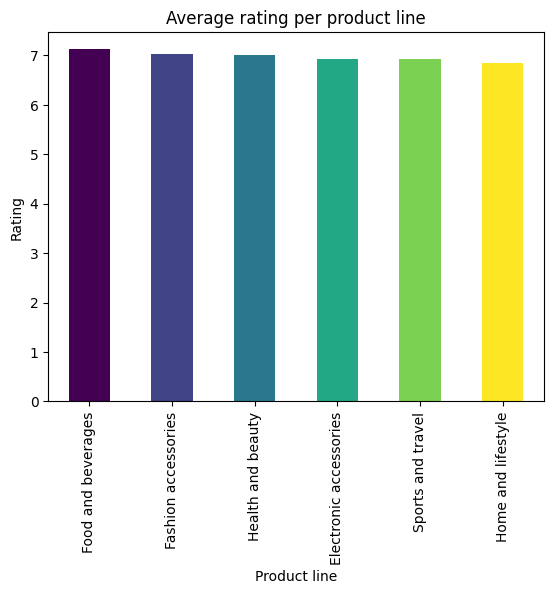 Average rating per product line
Rating
7
6
5
4
3
2
1
0
Food and beverages
Fashion accessories
Health and beauty
Electronic accessories
Sports and travel
Home and lifestyle
Product line